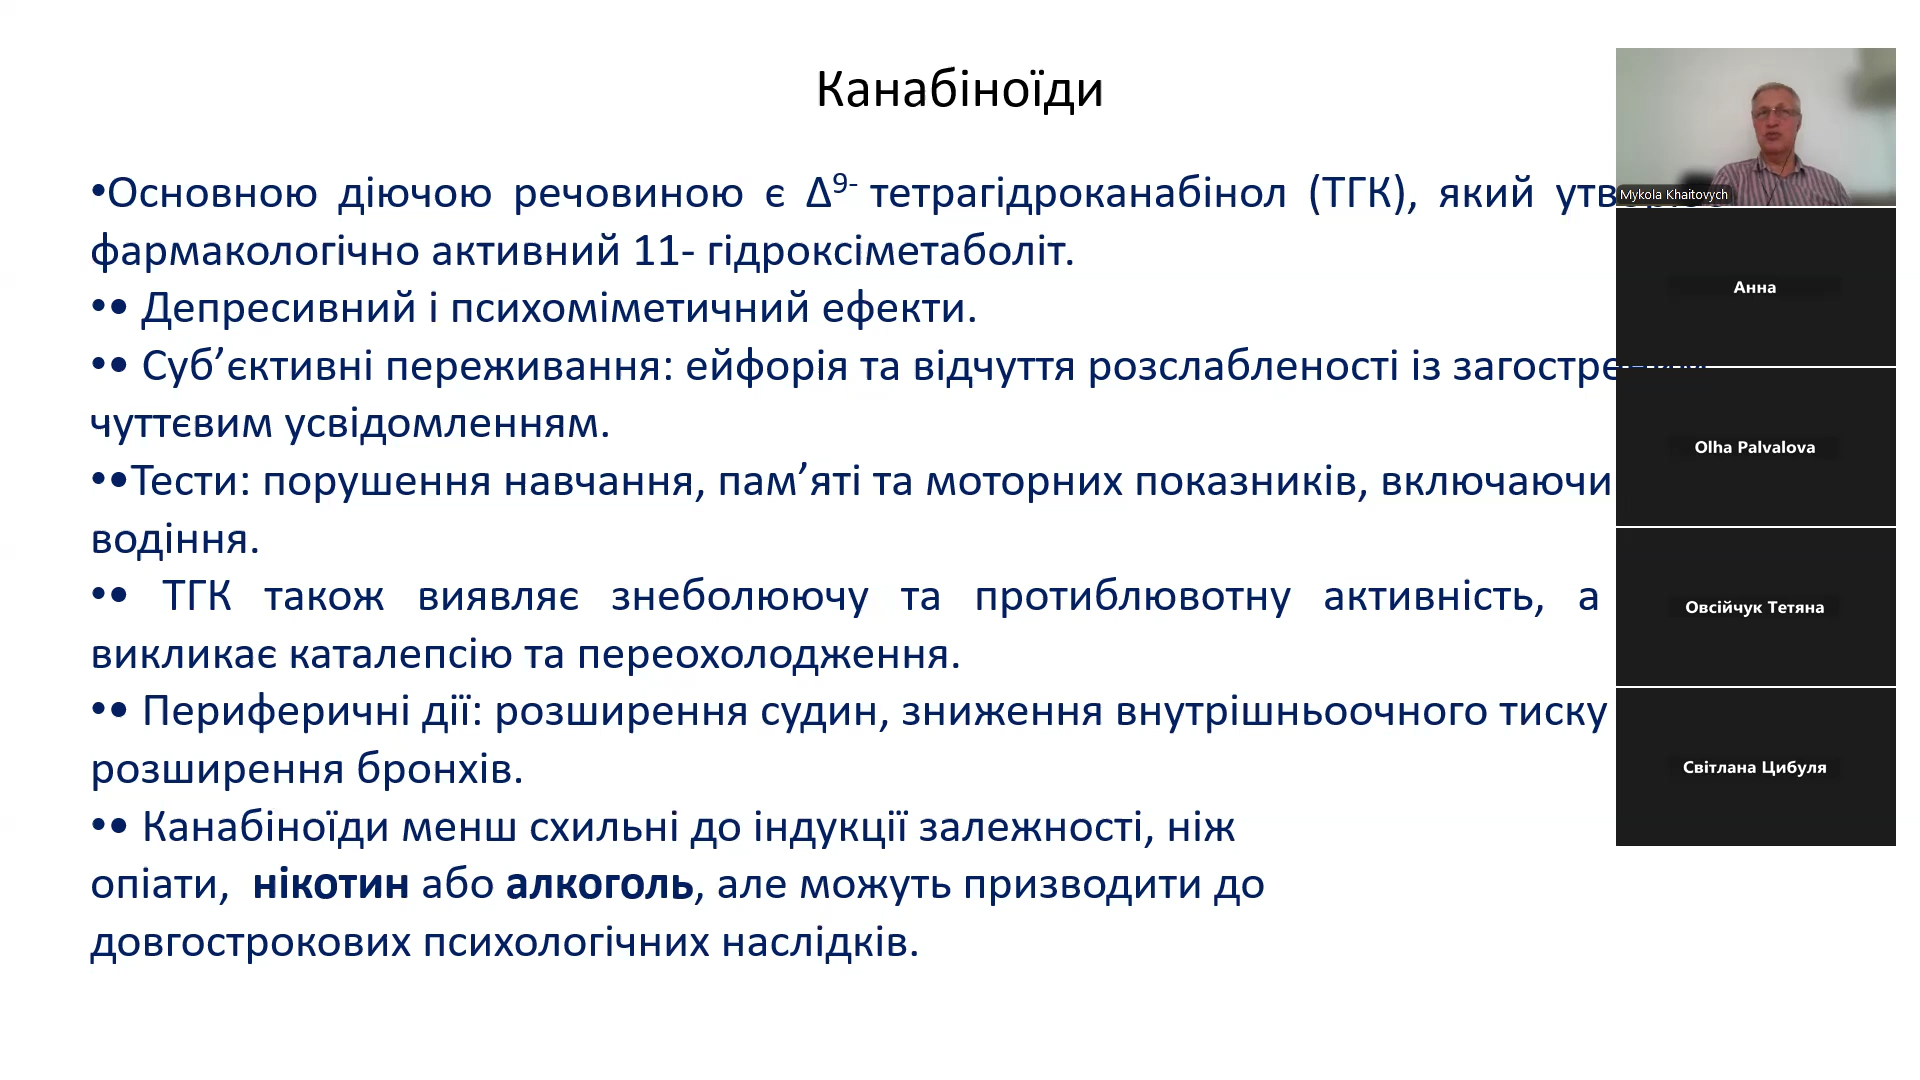 Канабіноїди
•Основною діючою речовиною є Δ9- тетрагідроканабінол (ТГК), який
фармакологічно активний 11- гідроксіметаболіт.
•• Депресивний і психоміметичний ефекти.
•• Суб’єктивні переживання: ейфорія та відчуття розслабленості із
чуттєвим усвідомленням.
••Тести: порушення навчання, пам’яті та моторних показників, включаючи
водіння.
•• ТГК також виявляє знеболюючу та протиблювотну активність, а
викликає каталепсію та переохолодження.
•• Периферичні дії: розширення судин, зниження внутрішньоочного тиску
розширення бронхів.
•• Канабіноїди менш схильні до індукції залежності, ніж
опіати, нікотин або алкоголь, але можуть призводити до
довгострокових психологічних наслідків.
Mykola Khaitovych
Анна
Olha Palvalova
Овсійчук Тетяна
Світлана Цибуля